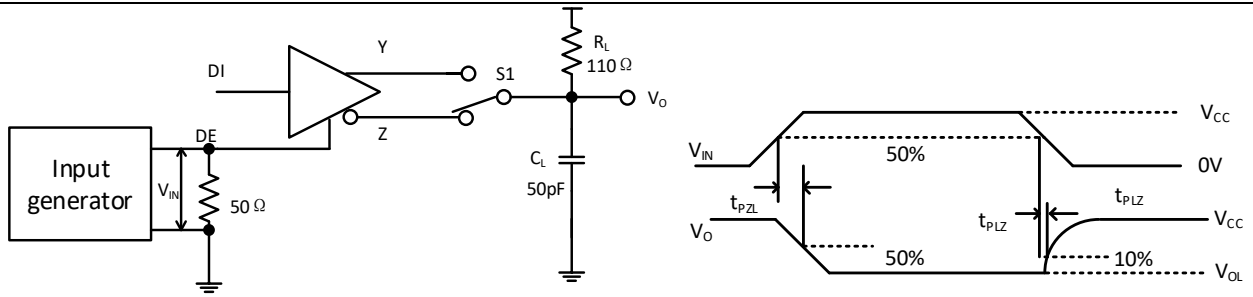 DI
Y
Z
S1
R_L
110 Ω
V_O
C_L
50pF
Input
generator
DE
V_IN
50 Ω
V_IN
50%
V_CC
0V
t_PZL
t_PLZ
t_PLZ
V_O
50%
10%
V_CC
V_OL